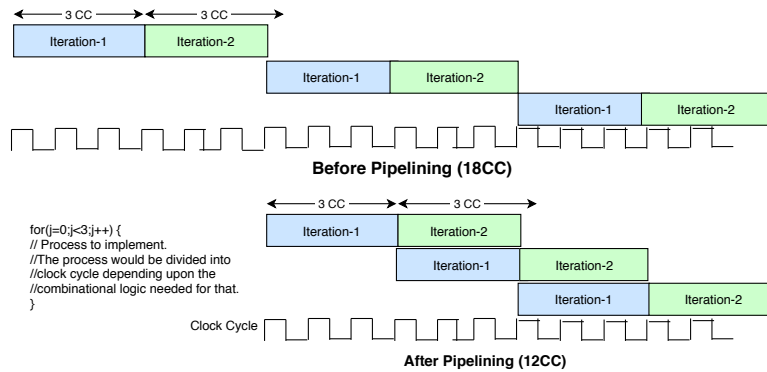 3 CC 3 CC
Iteration-1 Iteration-2
Iteration-1 Iteration-2
Iteration-1 Iteration-2
Before Pipelining (18CC)
3 CC 3 CC
Iteration-1 Iteration-2
Iteration-1 Iteration-2
Iteration-1 Iteration-2
for(j=0;j<3;j++) {
// Process to implement.
//The process would be divided into
//clock cycle depending upon the
//combinational logic needed for that.
}
Clock Cycle
After Pipelining (12CC)